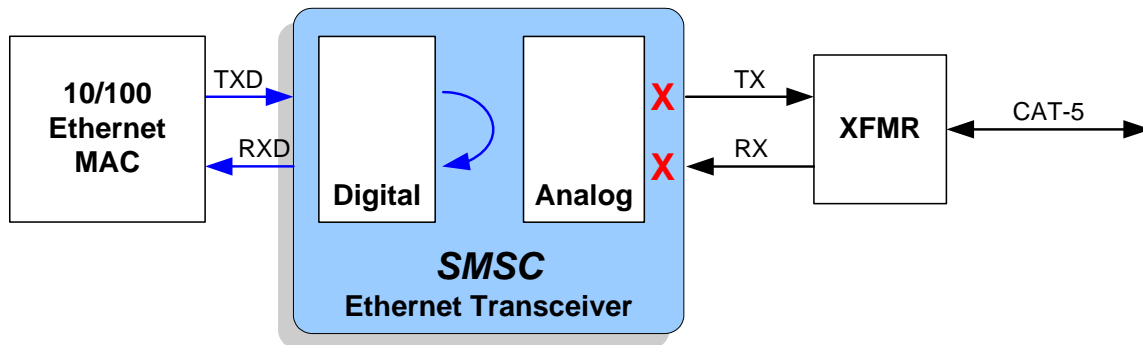 10/100
Ethernet
MAC
TXD
RXD
Digital
Analog
X
X
SMSC
Ethernet Transceiver
TX
RX
XFMR
CAT-5